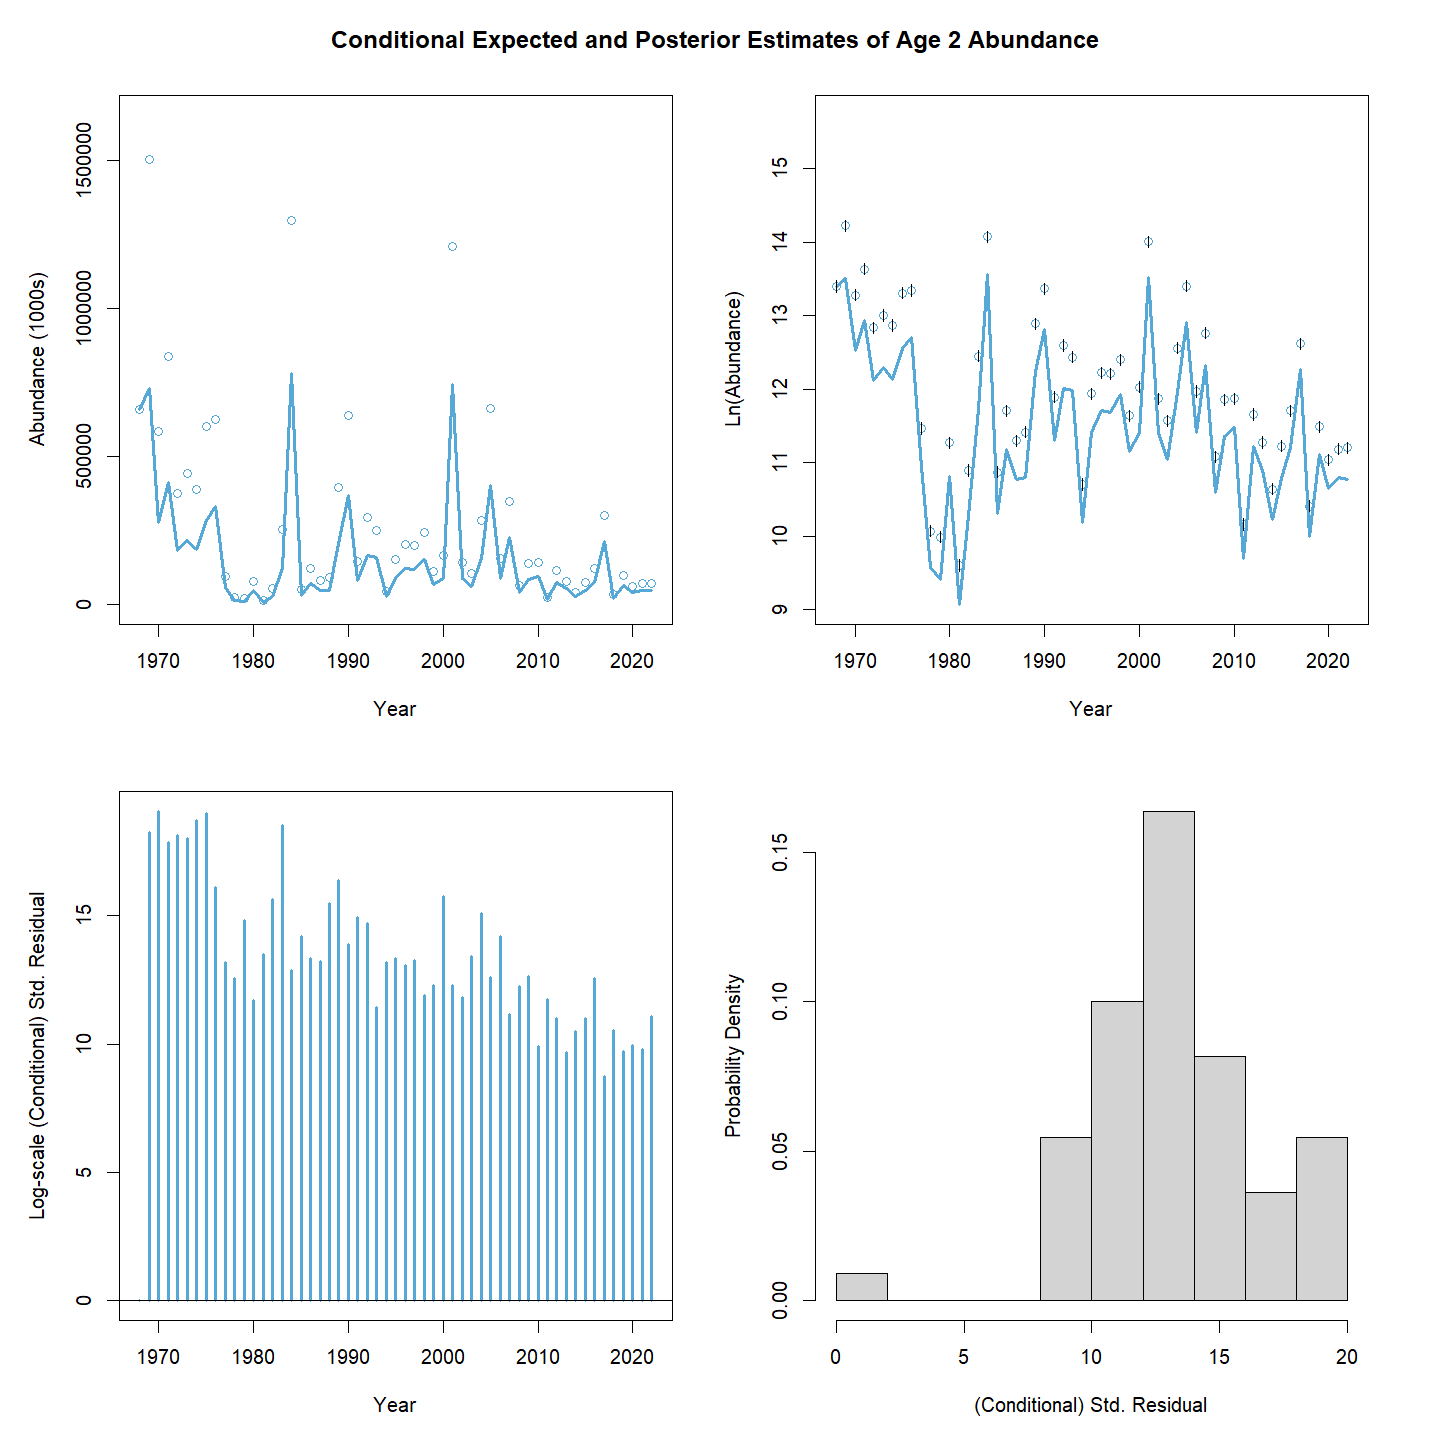 Conditional Expected and Posterior Estimates of Age 2 Abundance
Abundance (1000s)
1500000
1000000
500000
0
1970 1980 1990 2000 2010 2020
Year
Ln(Abundance)
15
14
13
12
11
10
9
1970 1980 1990 2000 2010 2020
Year
Log-scale (Conditional) Std. Residual
15
10
5
0
1970 1980 1990 2000 2010 2020
Year
Probability Density
0.15
0.10
0.05
0.00
0 5 10 15 20
(Conditional) Std. Residual